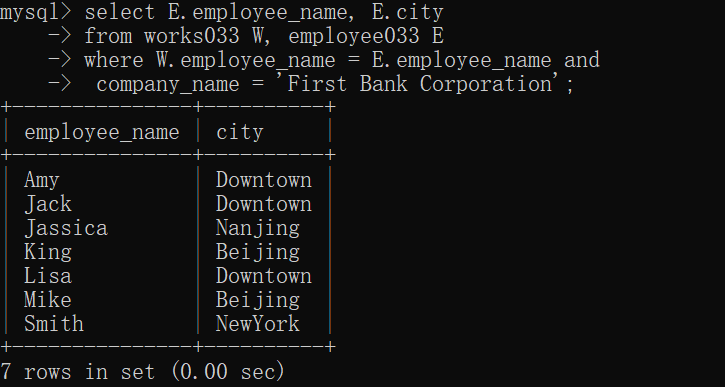 mysql> select E.employee_name, E.city
    -> from works033 W, employee033 E
    -> where W.employee_name = E.employee_name and
    ->  company_name = 'First Bank Corporation';
+---------------+----------+
| employee_name | city     |
+---------------+----------+
| Amy           | Downtown |
| Jack          | Downtown |
| Jassica       | Nanjing  |
| King          | Beijing  |
| Lisa          | Downtown |
| Mike          | Beijing  |
| Smith         | NewYork  |
+---------------+----------+
7 rows in set (0.00 sec)